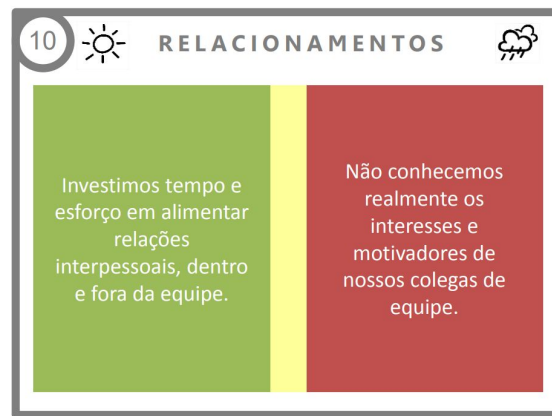 10
RELACIONAMENTOS
Investimos tempo e
esforço em alimentar
relações
interpessoais, dentro
e fora da equipe.
Não conhecemos
realmente os
interesses e
motivadores de
nossos colegas de
equipe.